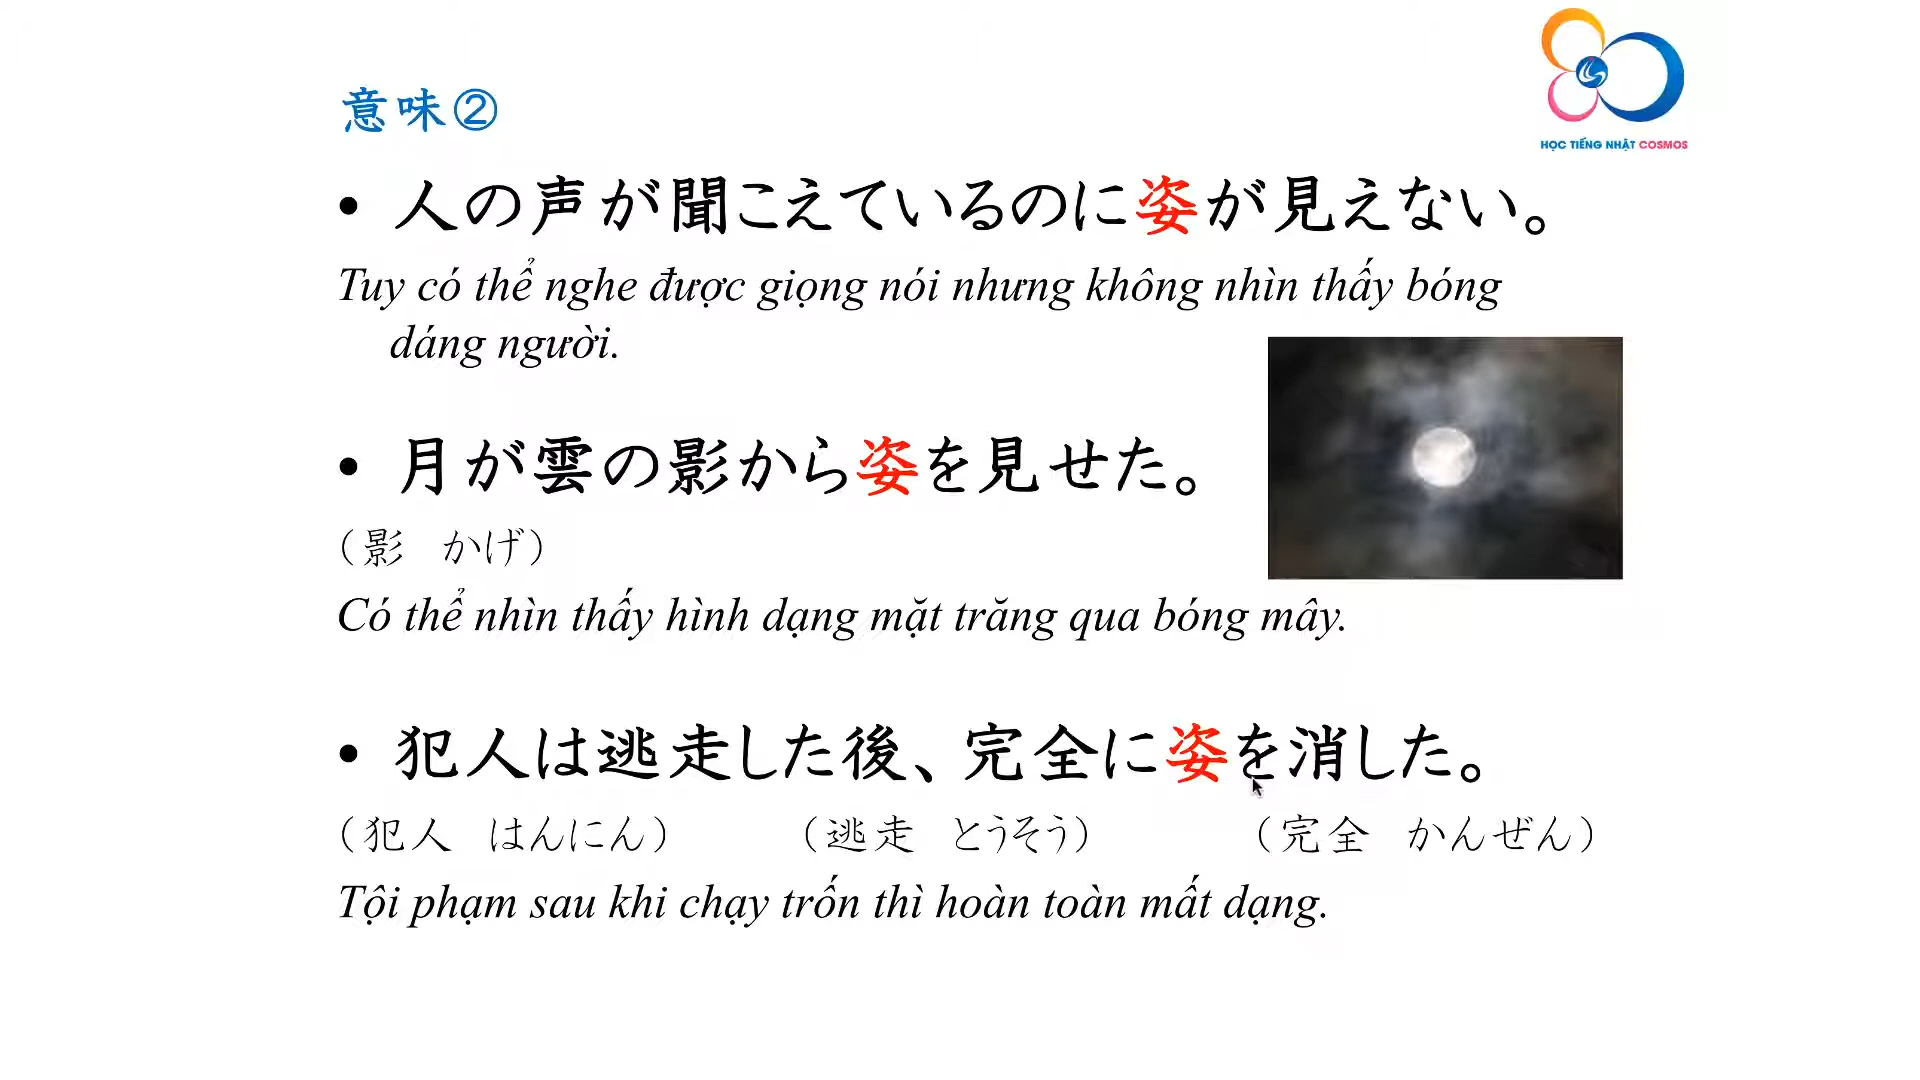 HỌC TIẾNG NHẬT COSMOS
意味②
• 人の声が聞こえているのに姿が見えない。
Tuy có thể nghe được giọng nói nhưng không nhìn thấy bóng
dáng người.
• 月が雲の影から姿を見せた。
（影　かげ）
Có thể nhìn thấy hình dạng mặt trăng qua bóng mây.
• 犯人は逃走した後、完全に姿を消した。
（犯人　はんにん）　（逃走　とうそう）　（完全　かんぜん）
Tội phạm sau khi chạy trốn thì hoàn toàn mất dạng.